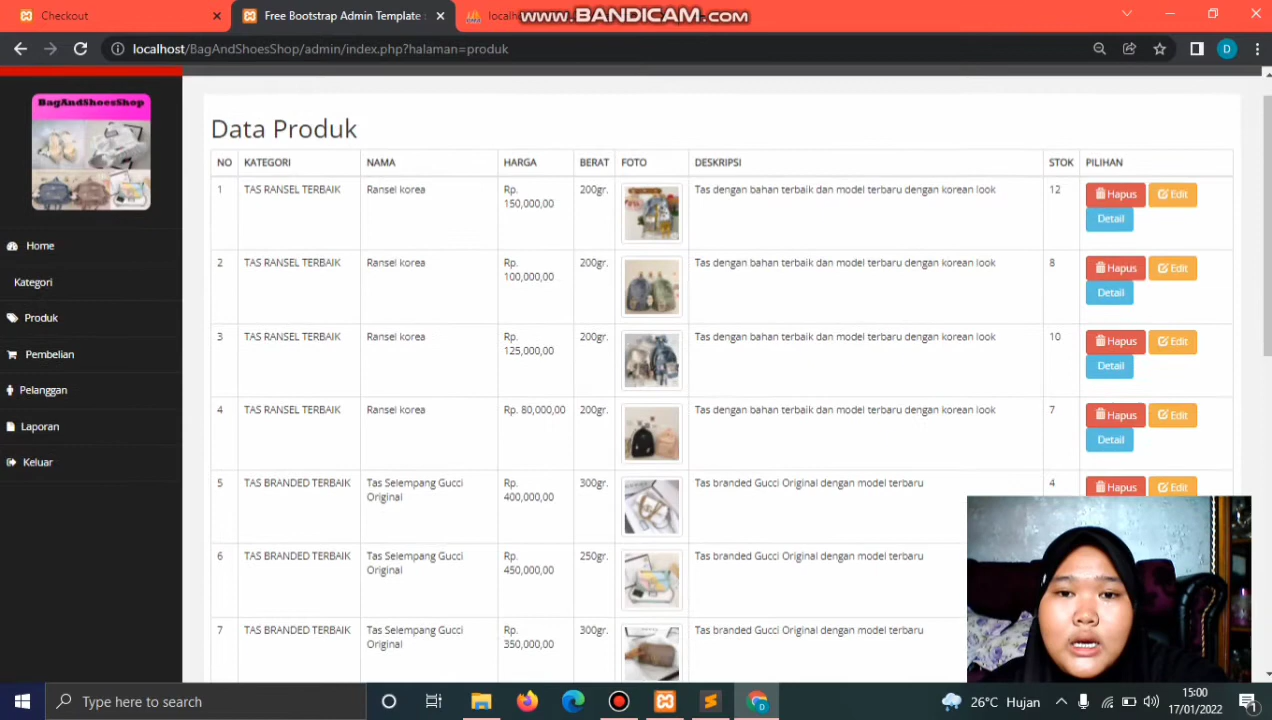 Checkout
Free Bootstrap Admin Template
localh
www.BANDICAM.com
localhost/BagAndShoesShop/admin/index.php?halaman=produk
D
BagAndShoesShop
Home
Kategori
Produk
Pembelian
Pelanggan
Laporan
Keluar
Data Produk
NO KATEGORI NAMA HARGA BERAT FOTO DESKRIPSI STOK PILIHAN
1 TAS RANSEL TERBAIK Ransel korea Rp. 200gr. Tas dengan bahan terbaik dan model terbaru dengan korean look 12 Hapus Edit
150,000,00
Detail
2 TAS RANSEL TERBAIK Ransel korea Rp. 200gr. Tas dengan bahan terbaik dan model terbaru dengan korean look 8 Hapus Edit
100,000,00
Detail
3 TAS RANSEL TERBAIK Ransel korea Rp. 200gr. Tas dengan bahan terbaik dan model terbaru dengan korean look 10 Hapus Edit
125,000,00
Detail
4 TAS RANSEL TERBAIK Ransel korea Rp. 80,000,00 200gr. Tas dengan bahan terbaik dan model terbaru dengan korean look 7 Hapus Edit
Detail
5 TAS BRANDED TERBAIK Tas Selempang Gucci Rp. 300gr. Tas branded Gucci Original dengan model terbaru 4 Hapus Edit
Original 400,000,00
6 TAS BRANDED TERBAIK Tas Selempang Gucci Rp. 250gr. Tas branded Gucci Original dengan model terbaru
Original 450,000,00
7 TAS BRANDED TERBAIK Tas Selempang Gucci Rp. 300gr. Tas branded Gucci Original dengan model terbaru
Original 350,000,00
Type here to search
D
26°C Hujan
15:00
17/01/2022
1